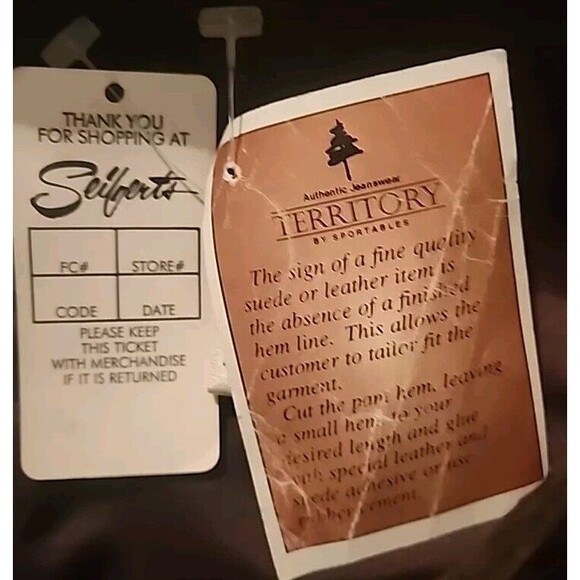 THANK YOU
FOR SHOPPING AT
Seiferts
FC#
STORE#
CODE
DATE
PLEASE KEEP
THIS TICKET
WITH MERCHANDISE
IF IT IS RETURNED
Authentic Jeanswear
TERRITORY
BY SPORTABLES
The sign of a fine quality
suede or leather item is
the absence of a finished
hem line. This allows the
customer to tailor fit the
garment.
Cut the pant hem, leaving
a small hem to your
desired length and glue
with special leather and
suede adhesive or use
rubber cement.